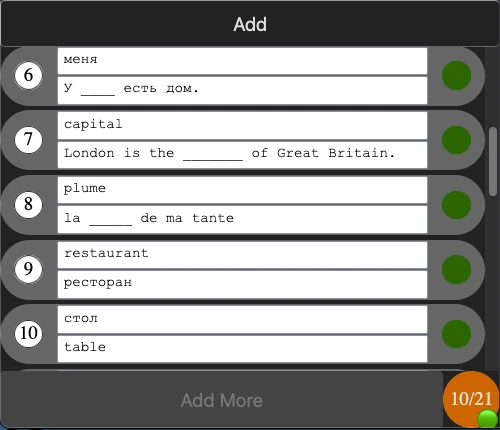 Add
6
меня
У ____ есть дом.
7
capital
London is the _______ of Great Britain.
8
plume
la _____ de ma tante
9
restaurant
ресторан
10
стол
table
Add More
10/21